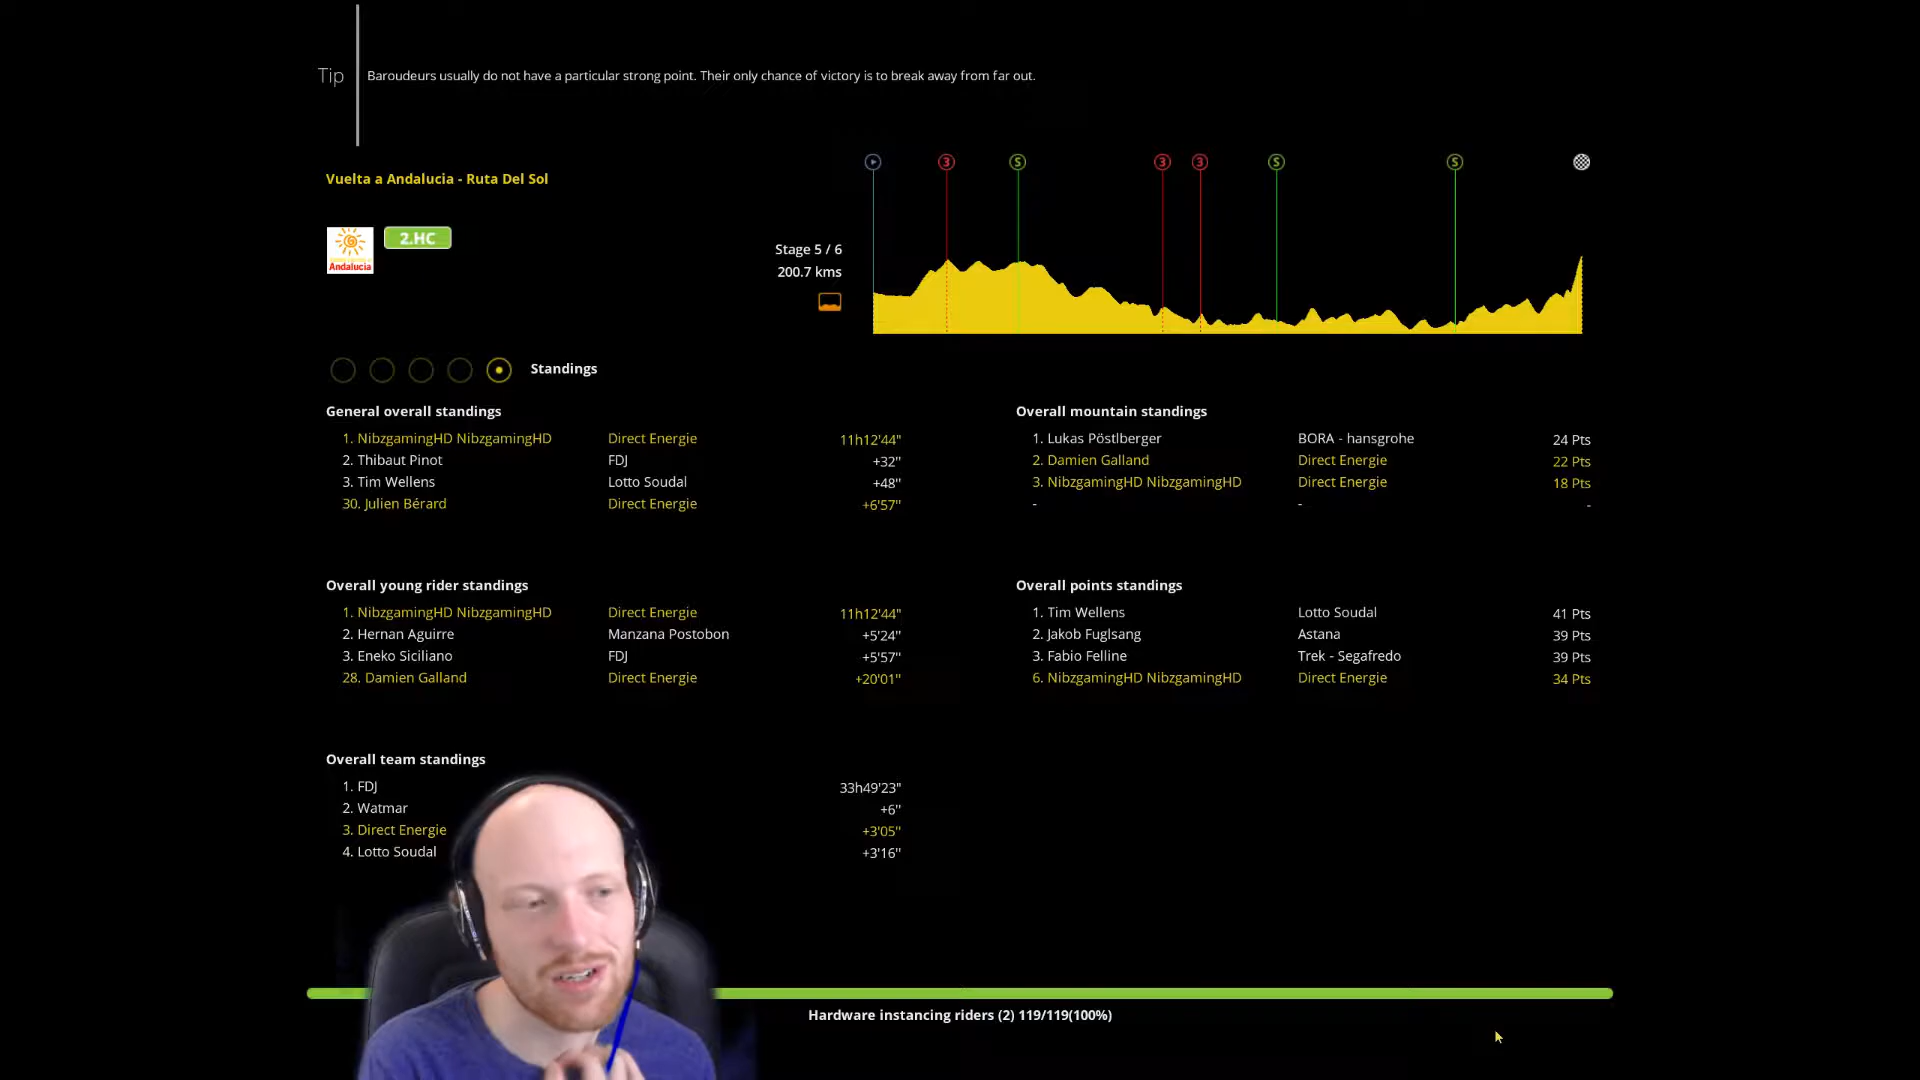 Tip
Baroudeurs usually do not have a particular strong point. Their only chance of victory is to break away from far out.
3 S 3 3 S S
Vuelta a Andalucia - Ruta Del Sol
Andalucia
2.HC
Stage 5 / 6
200.7 kms
Standings
General overall standings
1. NibzgamingHD NibzgamingHD Direct Energie 11h12'44''
2. Thibaut Pinot FDJ +32''
3. Tim Wellens Lotto Soudal +48''
30. Julien Bérard Direct Energie +6'57''
Overall mountain standings
1. Lukas Pöstlberger BORA - hansgrohe 24 Pts
2. Damien Galland Direct Energie 22 Pts
3. NibzgamingHD NibzgamingHD Direct Energie 18 Pts
- - -
Overall young rider standings
1. NibzgamingHD NibzgamingHD Direct Energie 11h12'44''
2. Hernan Aguirre Manzana Postobon +5'24''
3. Eneko Siciliano FDJ +5'57''
28. Damien Galland Direct Energie +20'01''
Overall points standings
1. Tim Wellens Lotto Soudal 41 Pts
2. Jakob Fuglsang Astana 39 Pts
3. Fabio Felline Trek - Segafredo 39 Pts
6. NibzgamingHD NibzgamingHD Direct Energie 34 Pts
Overall team standings
1. FDJ 33h49'23''
2. Watmar +6''
3. Direct Energie +3'05''
4. Lotto Soudal +3'16''
Hardware instancing riders (2) 119/119(100%)